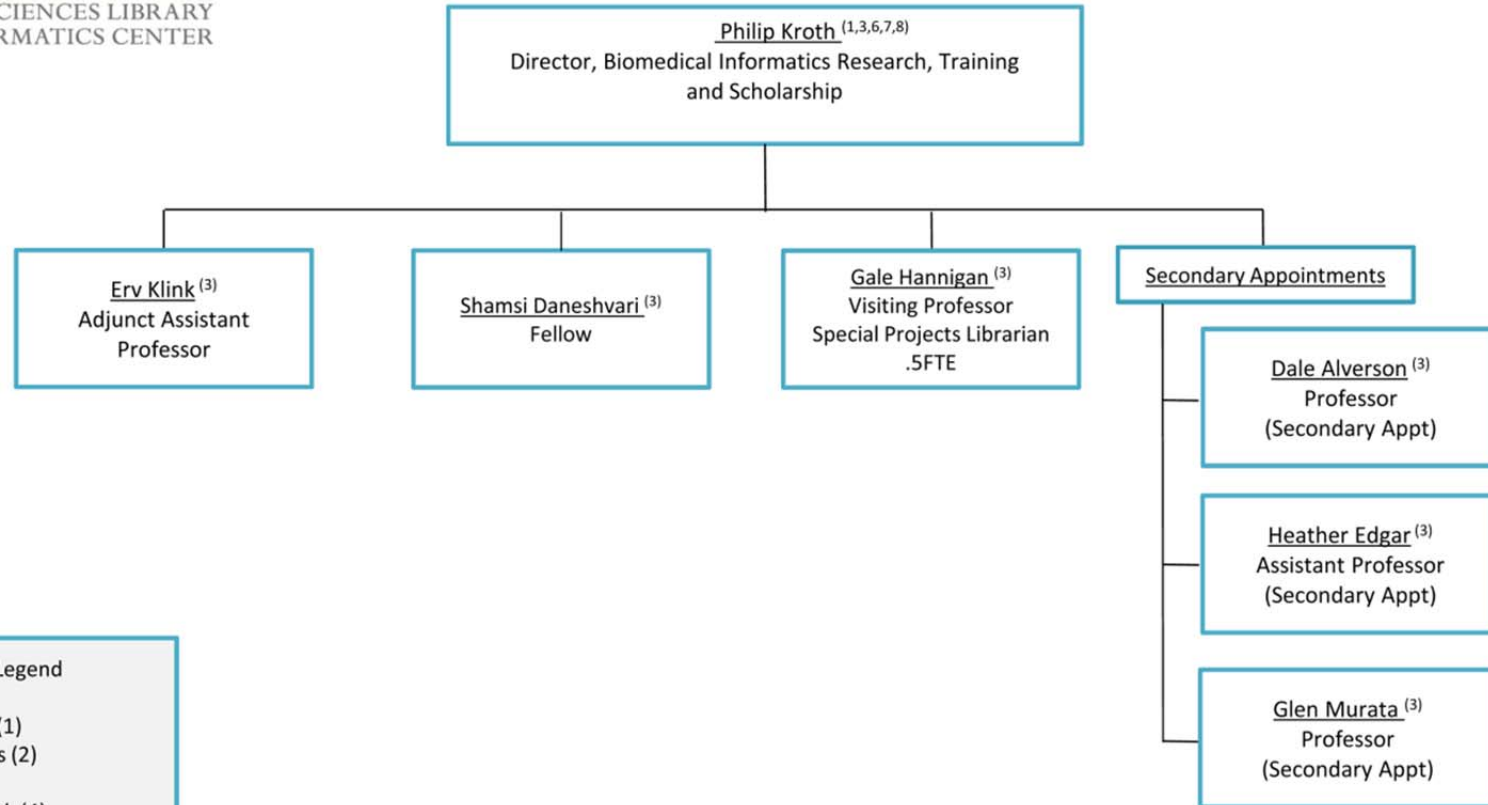 CIENCES LIBRARY
RMATICS CENTER
Philip Kroth (1,3,6,7,8)
Director, Biomedical Informatics Research, Training
and Scholarship
Erv Klink (3)
Adjunct Assistant
Professor
Shamsi Daneshvari (3)
Fellow
Gale Hannigan (3)
Visiting Professor
Special Projects Librarian
.5FTE
Secondary Appointments
Dale Alverson (3)
Professor
(Secondary Appt)
Heather Edgar (3)
Assistant Professor
(Secondary Appt)
Glen Murata (3)
Professor
(Secondary Appt)
Legend
(1)
s (2)